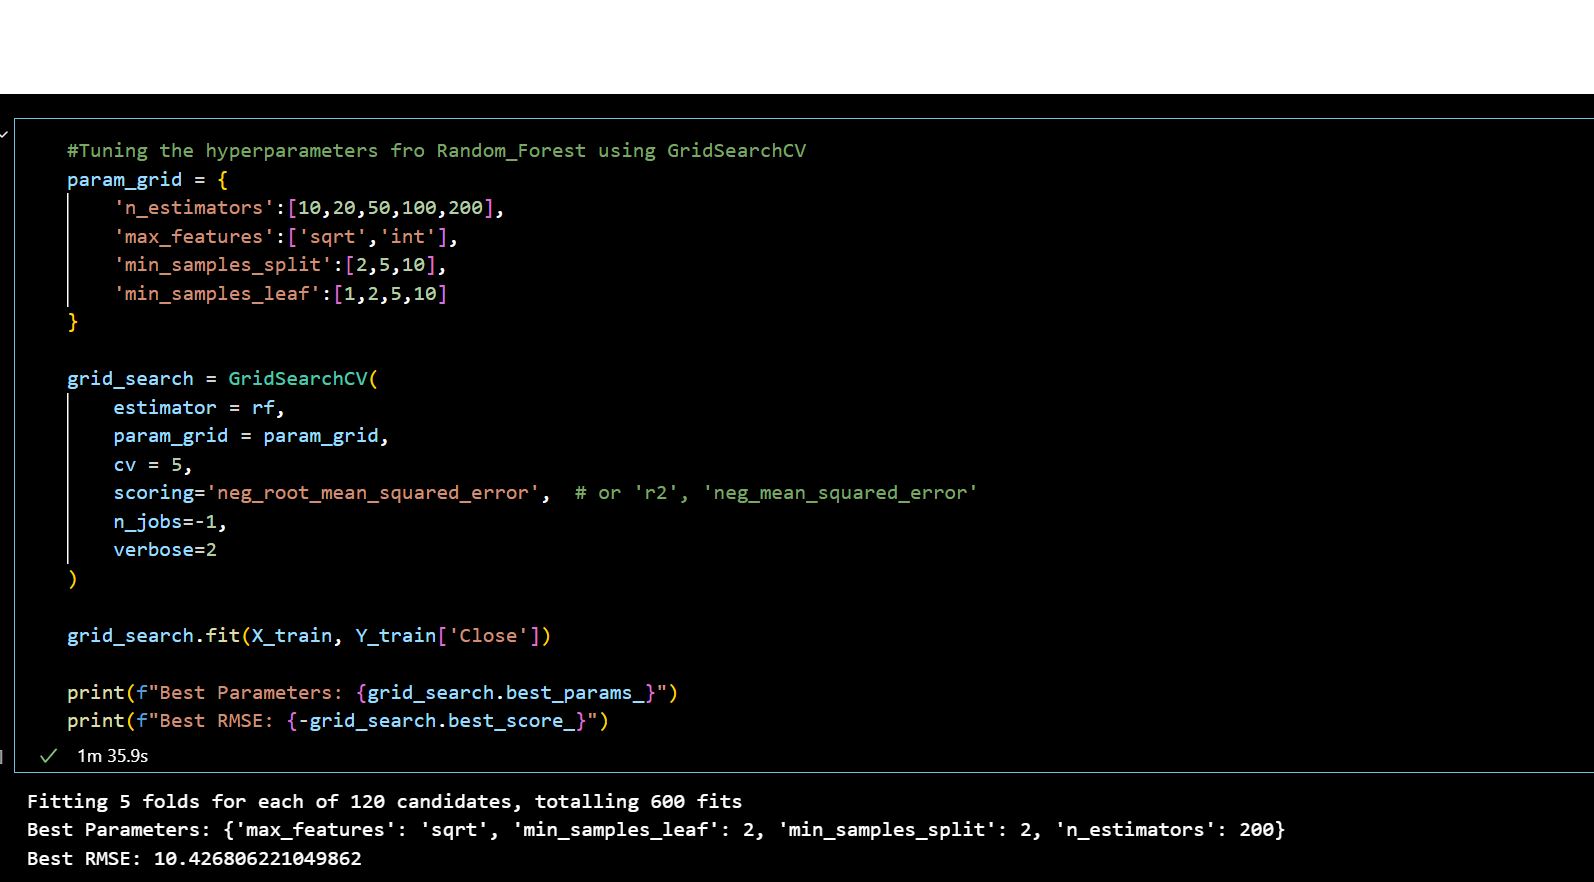 #Tuning the hyperparameters fro Random_Forest using GridSearchCV
param_grid = {
    'n_estimators':[10,20,50,100,200],
    'max_features':['sqrt','int'],
    'min_samples_split':[2,5,10],
    'min_samples_leaf':[1,2,5,10]
}
grid_search = GridSearchCV(
    estimator = rf,
    param_grid = param_grid,
    cv = 5,
    scoring='neg_root_mean_squared_error',  # or 'r2', 'neg_mean_squared_error'
    n_jobs=-1,
    verbose=2
)
grid_search.fit(X_train, Y_train['Close'])
print(f"Best Parameters: {grid_search.best_params_}")
print(f"Best RMSE: {-grid_search.best_score_}")
1m 35.9s
Fitting 5 folds for each of 120 candidates, totalling 600 fits
Best Parameters: {'max_features': 'sqrt', 'min_samples_leaf': 2, 'min_samples_split': 2, 'n_estimators': 200}
Best RMSE: 10.426806221049862